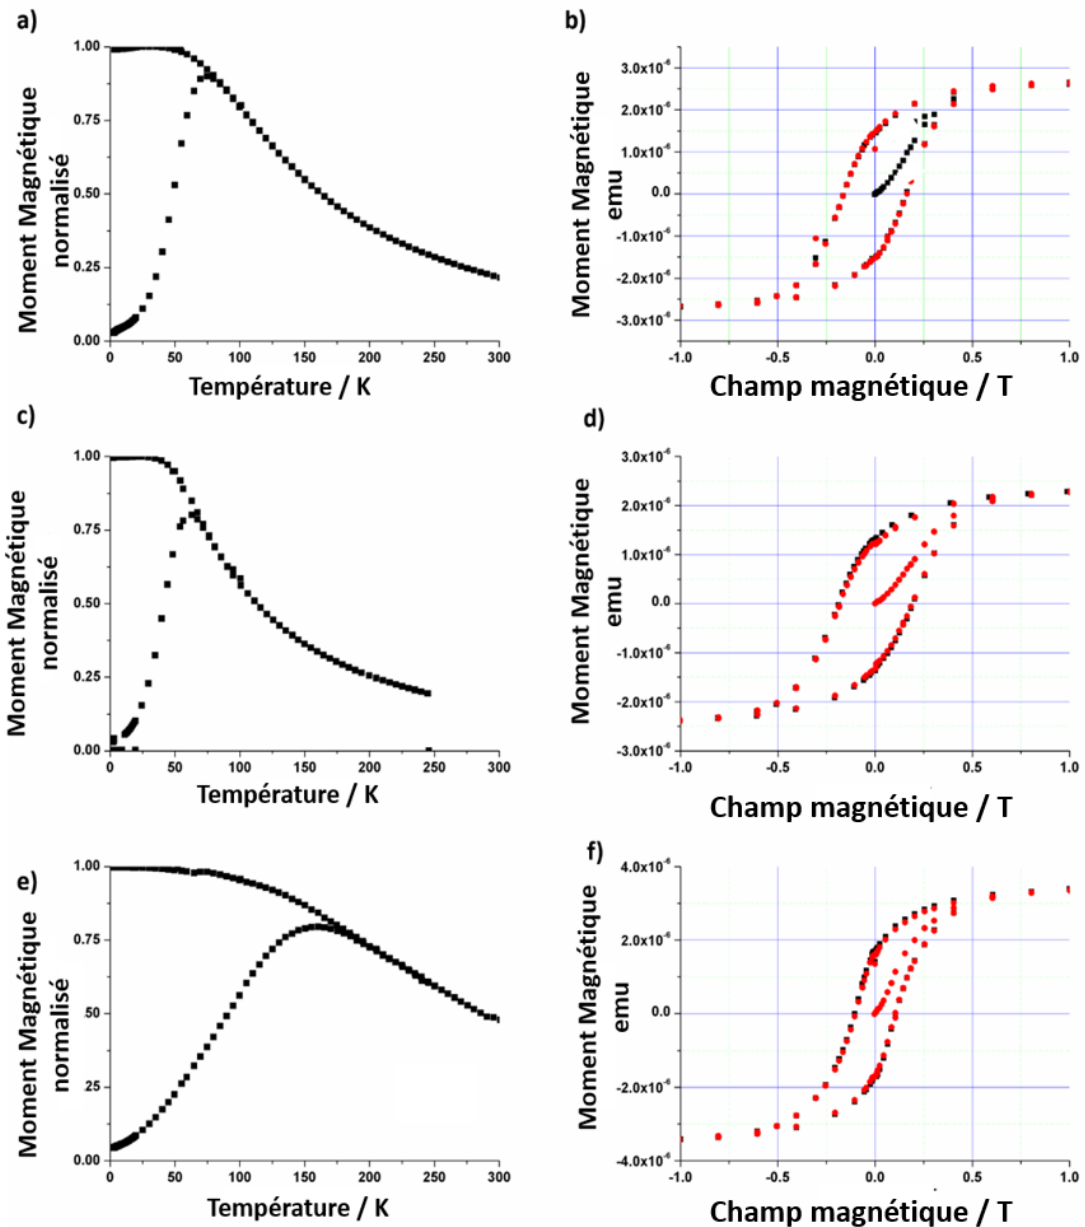 a)
Moment Magnétique
normalisé
1.00
0.75
0.50
0.25
0.00
0 50 100 150 200 250 300
Température / K
b)
Moment Magnétique
emu
3.0x10⁻⁶
2.0x10⁻⁶
1.0x10⁻⁶
0.0
-1.0x10⁻⁶
-2.0x10⁻⁶
-3.0x10⁻⁶
-1.0 -0.5 0.0 0.5 1.0
Champ magnétique / T
c)
Moment Magnétique
normalisé
1.00
0.75
0.50
0.25
0.00
0 50 100 150 200 250 300
Température / K
d)
Moment Magnétique
emu
3.0x10⁻⁶
2.0x10⁻⁶
1.0x10⁻⁶
0.0
-1.0x10⁻⁶
-2.0x10⁻⁶
-3.0x10⁻⁶
-1.0 -0.5 0.0 0.5 1.0
Champ magnétique / T
e)
Moment Magnétique
normalisé
1.00
0.75
50
25
0.00
0 50 100 150 200 250 300
Température / K
f)
Moment Magnétique
emu
4.0x10⁻⁶
2.0x10⁻⁶
0.0
-2.0x10⁻⁶
-4.0x10⁻⁶
-1.0 -0.5 0.0 0.5 1.0
Champ magnétique / T